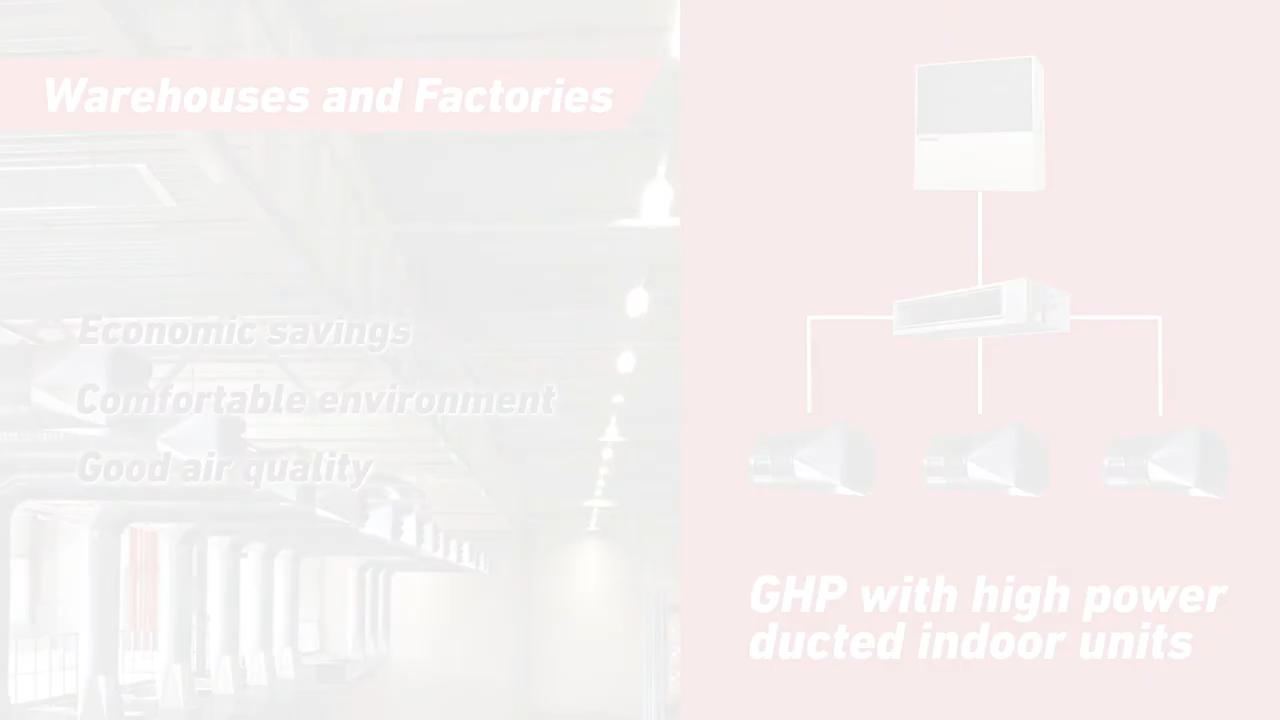 Warehouses and Factories
Economic savings
Comfortable environment
Good air quality
GHP with high power
ducted indoor units